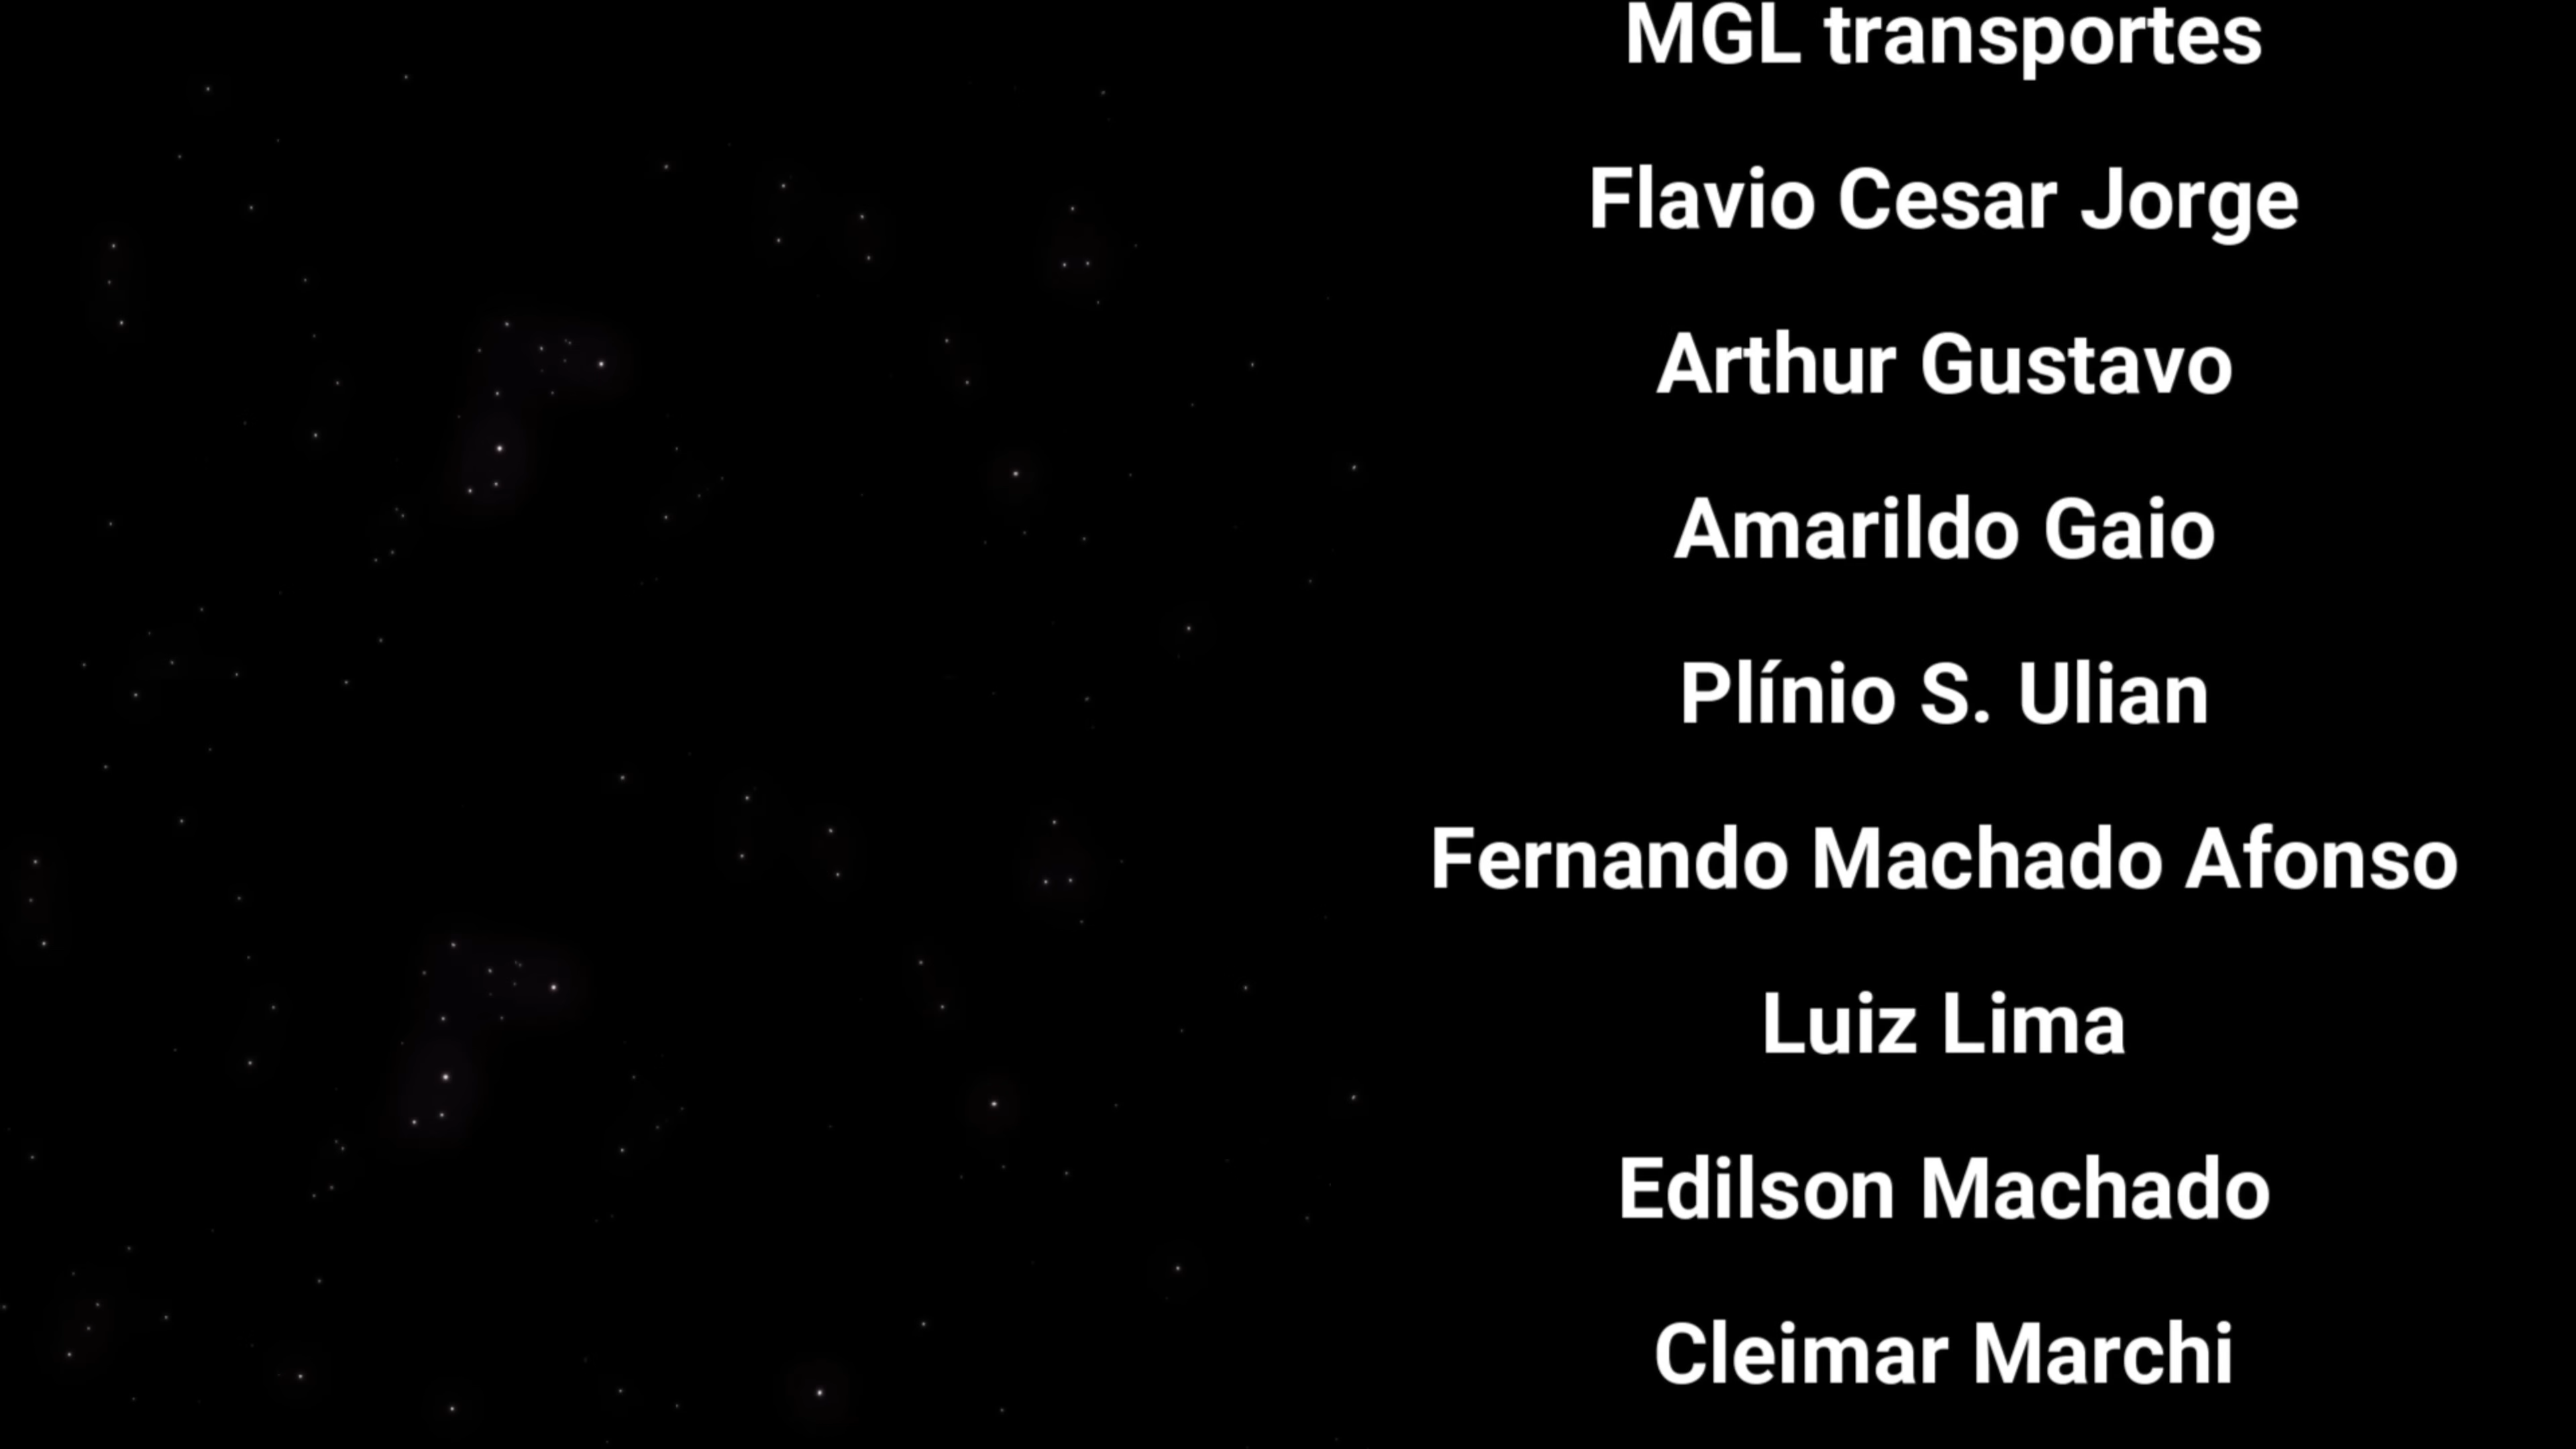 MGL transportes
Flavio Cesar Jorge
Arthur Gustavo
Amarildo Gaio
Plínio S. Ulian
Fernando Machado Afonso
Luiz Lima
Edilson Machado
Cleimar Marchi